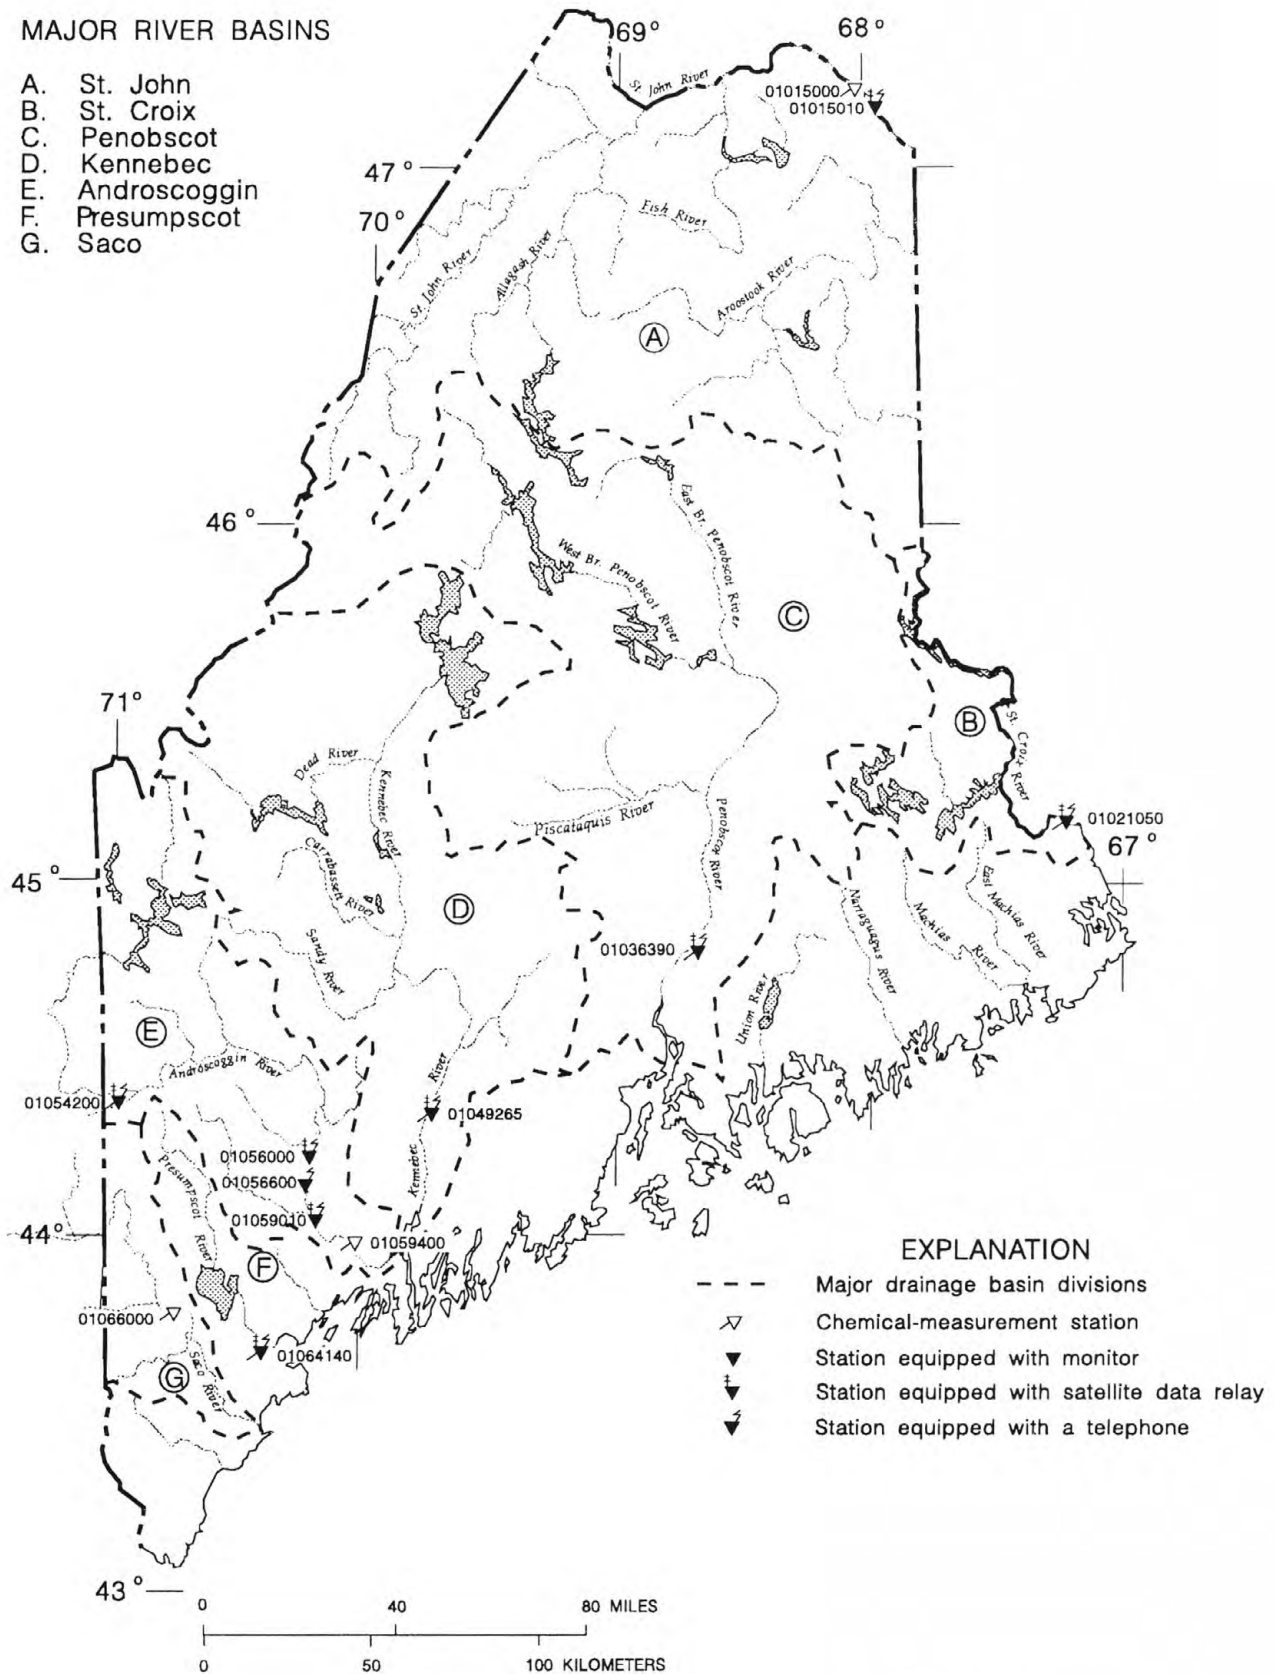 MAJOR RIVER BASINS
A. St. John
B. St. Croix
C. Penobscot
D. Kennebec
E. Androscoggin
F. Presumpscot
G. Saco
69°
68°
St. John River
01015000
01015010
47°
70°
Fish River
St. John River
Allagash River
Aroostook River
A
46°
East Br. Penobscot River
West Br. Penobscot River
C
71°
B
St. Croix River
Dead River
Kennebec River
Piscataquis River
Penobscot River
01021050
67°
45°
Carrabassett River
D
Narraguagus River
Machias River
East Machias River
Sandy River
01036390
Union River
E
Androscoggin River
River
01054200
01049265
01056000
01056600
Presumpscot River
Kennebec
01059010
44°
01059400
F
01066000
01064140
Saco River
G
EXPLANATION
Major drainage basin divisions
Chemical-measurement station
Station equipped with monitor
Station equipped with satellite data relay
Station equipped with a telephone
43°
0 40 80 MILES
0 50 100 KILOMETERS